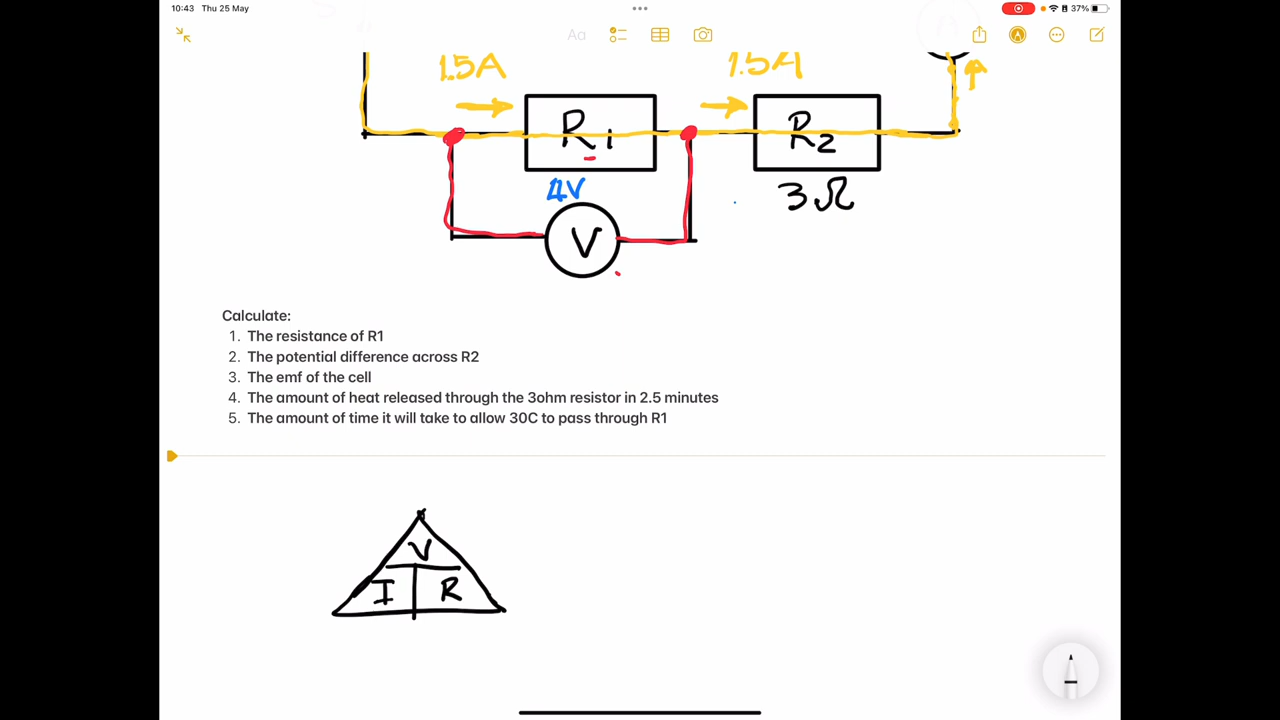 10:43 Thu 25 May
37%
Aa
1.5A
1.5A
R1
R2
4V
3Ω
V
Calculate:
1. The resistance of R1
2. The potential difference across R2
3. The emf of the cell
4. The amount of heat released through the 3ohm resistor in 2.5 minutes
5. The amount of time it will take to allow 30C to pass through R1
V
I R